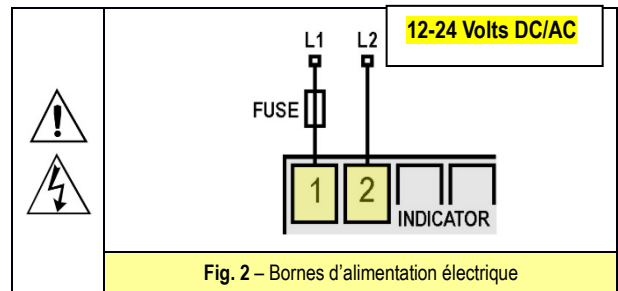 12-24 Volts DC/AC
L1 L2
FUSE
1 2
INDICATOR
Fig. 2 – Bornes d'alimentation électrique